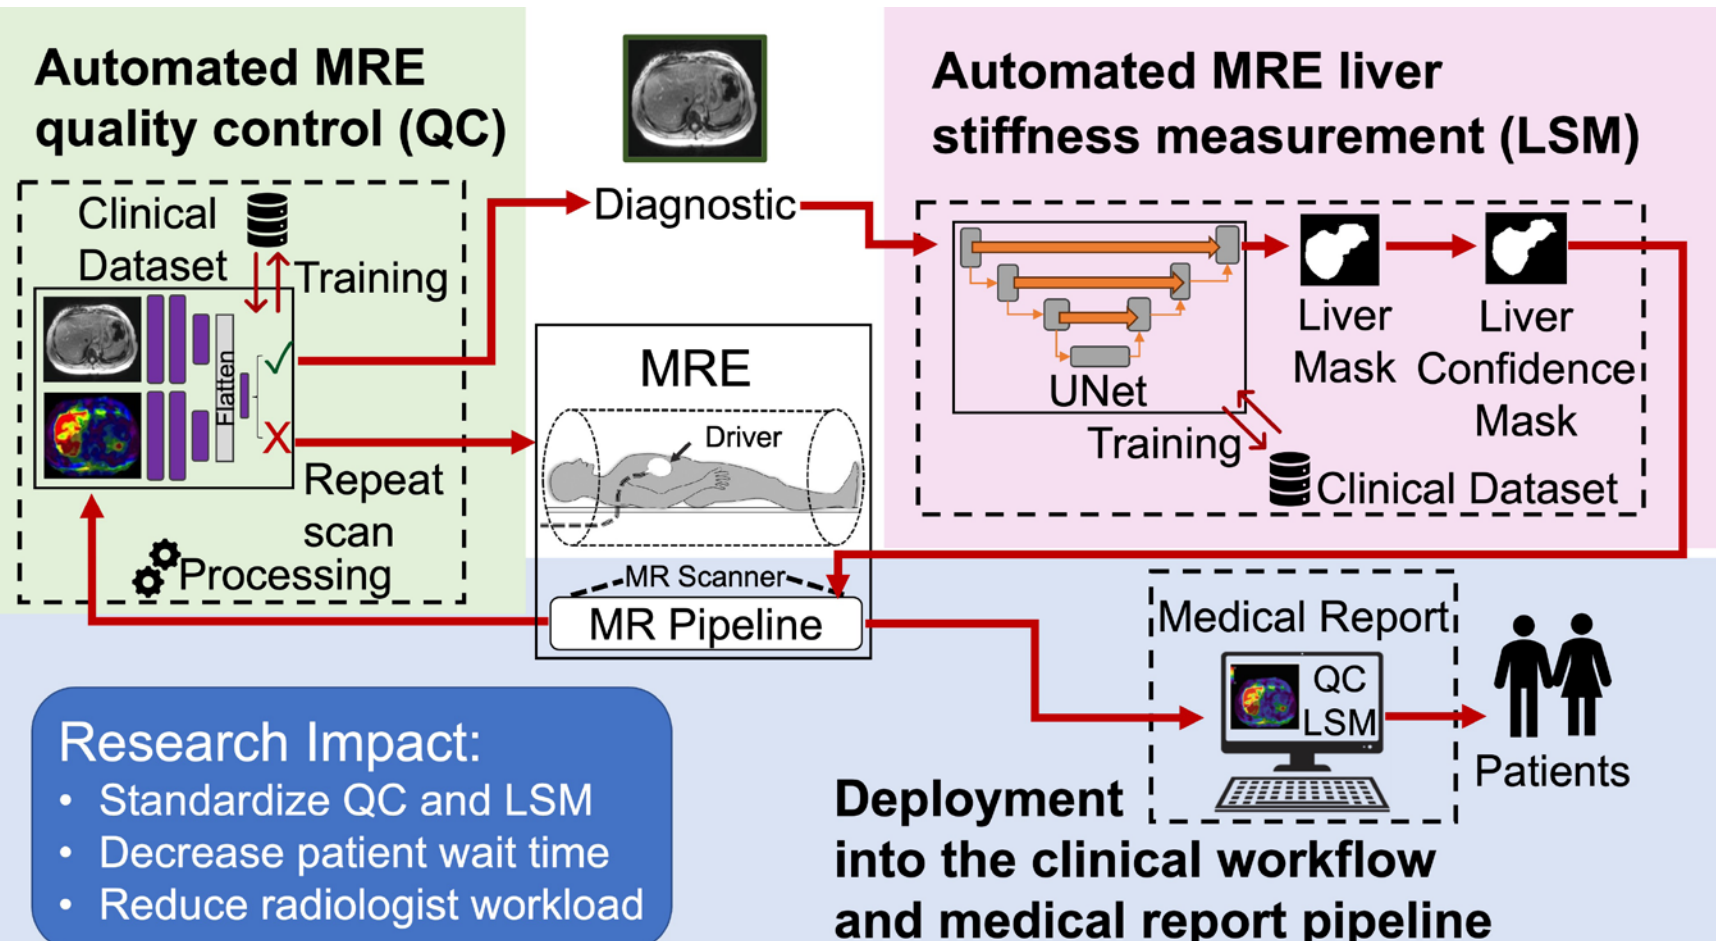 Automated MRE
quality control (QC)
Clinical
Dataset
Training
Flatten
✓
X
Repeat
scan
Processing
Diagnostic
MRE
Driver
MR Scanner
MR Pipeline
Automated MRE liver
stiffness measurement (LSM)
UNet
Liver
Mask
Liver
Confidence
Mask
Training
Clinical Dataset
Medical Report
QC
LSM
Patients
Research Impact:
• Standardize QC and LSM
• Decrease patient wait time
• Reduce radiologist workload
Deployment
into the clinical workflow
and medical report pipeline